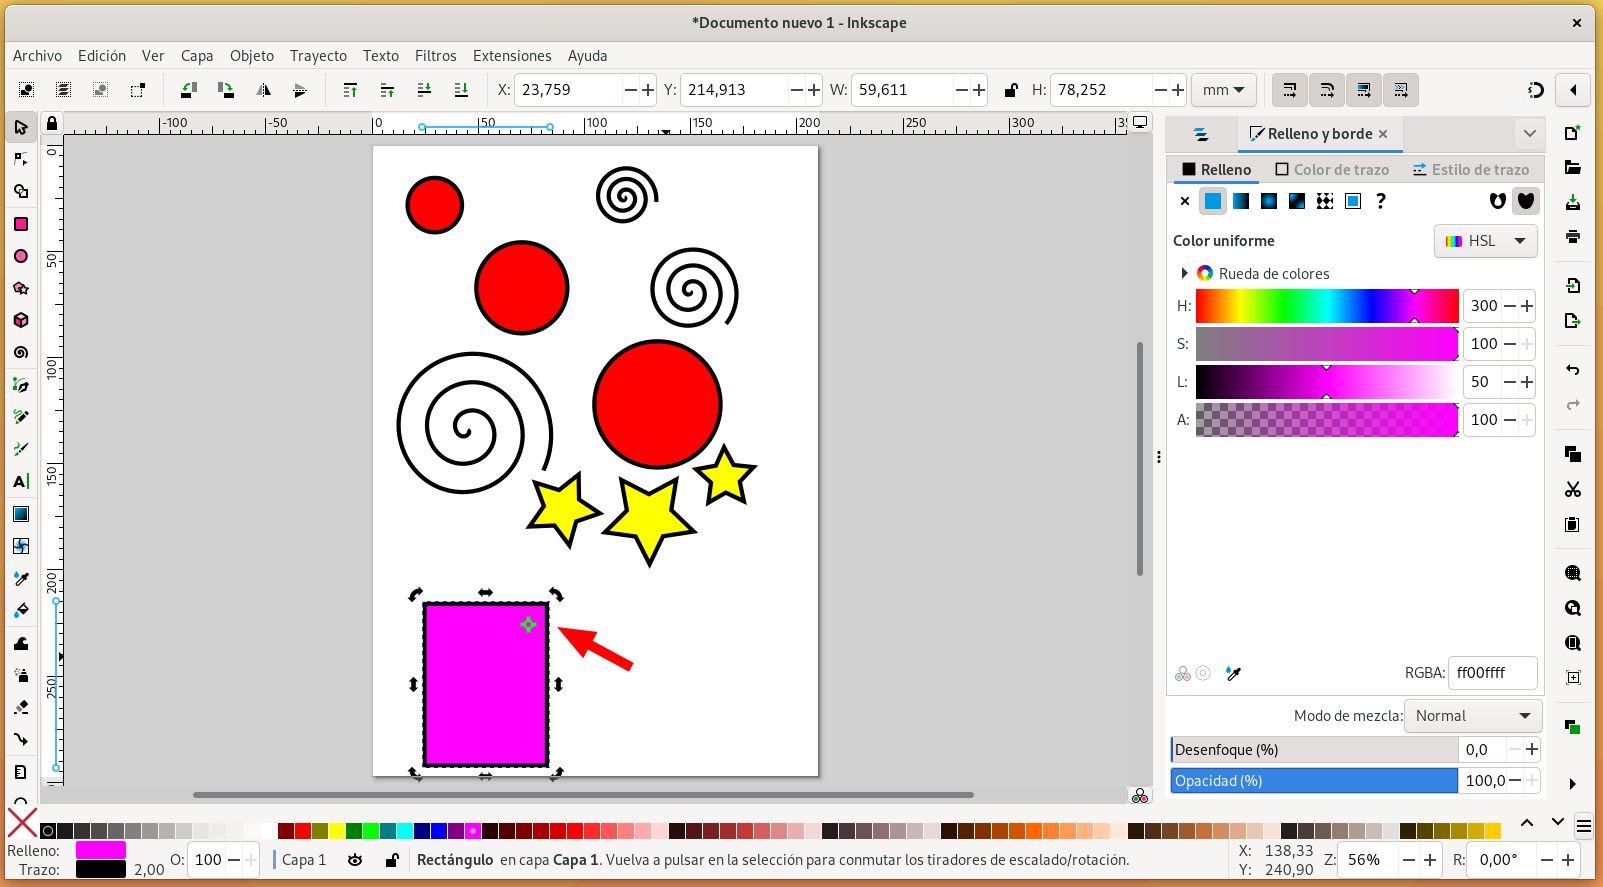 *Documento nuevo 1 - Inkscape
Archivo Edición Ver Capa Objeto Trayecto Texto Filtros Extensiones Ayuda
X: 23,759 Y: 214,913 W: 59,611 H: 78,252 mm
-100 -50 0 50 100 150 200 250 300
0
50
100
150
200
250
Relleno y borde
Relleno Color de trazo Estilo de trazo
?
Color uniforme HSL
Rueda de colores
H: 300
S: 100
L: 50
A: 100
A
RGBA: ff00ffff
Modo de mezcla: Normal
Desenfoque (%) 0,0
Opacidad (%) 100,0
Relleno:
Trazo: 2,00
O: 100
Capa 1
Rectángulo en capa Capa 1. Vuelva a pulsar en la selección para conmutar los tiradores de escalado/rotación.
X: 138,33
Y: 240,90
Z: 56%
R: 0,00°